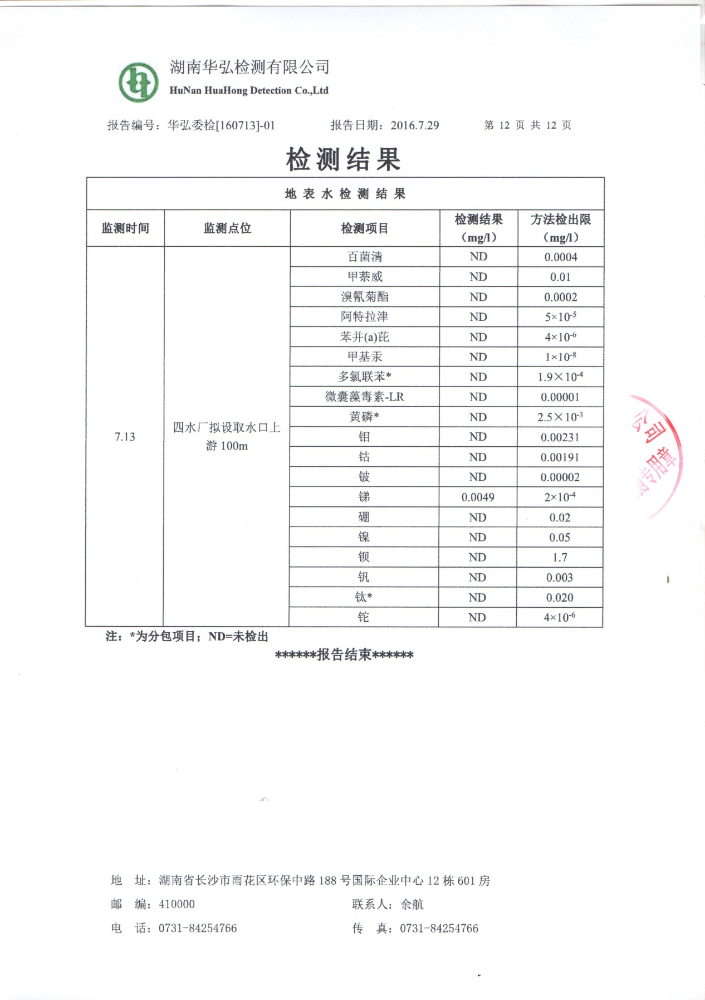 湖南华弘检测有限公司
HuNan HuaHong Detection Co.,Ltd
报告编号：华弘委检[160713]-01 报告日期：2016.7.29 第 12 页 共 12 页
检测结果
地表水检测结果
监测时间 监测点位 检测项目 检测结果（mg/l） 方法检出限（mg/l）
7.13 四水厂拟设取水口上游 100m
百菌清 ND 0.0004
甲萘威 ND 0.01
溴氰菊酯 ND 0.0002
阿特拉津 ND 5×10⁻⁵
苯并(a)芘 ND 4×10⁻⁶
甲基汞 ND 1×10⁻⁸
多氯联苯* ND 1.9×10⁻⁴
微囊藻毒素-LR ND 0.00001
黄磷* ND 2.5×10⁻³
钼 ND 0.00231
钴 ND 0.00191
铍 ND 0.00002
锑 0.0049 2×10⁻⁴
硼 ND 0.02
镍 ND 0.05
钡 ND 1.7
钒 ND 0.003
钛* ND 0.020
铊 ND 4×10⁻⁶
注：*为分包项目；ND=未检出
******报告结束******
公司
测专用章
地 址：湖南省长沙市雨花区环保中路 188 号国际企业中心 12 栋 601 房
邮 编：410000 联系人：余航
电 话：0731-84254766 传 真：0731-84254766